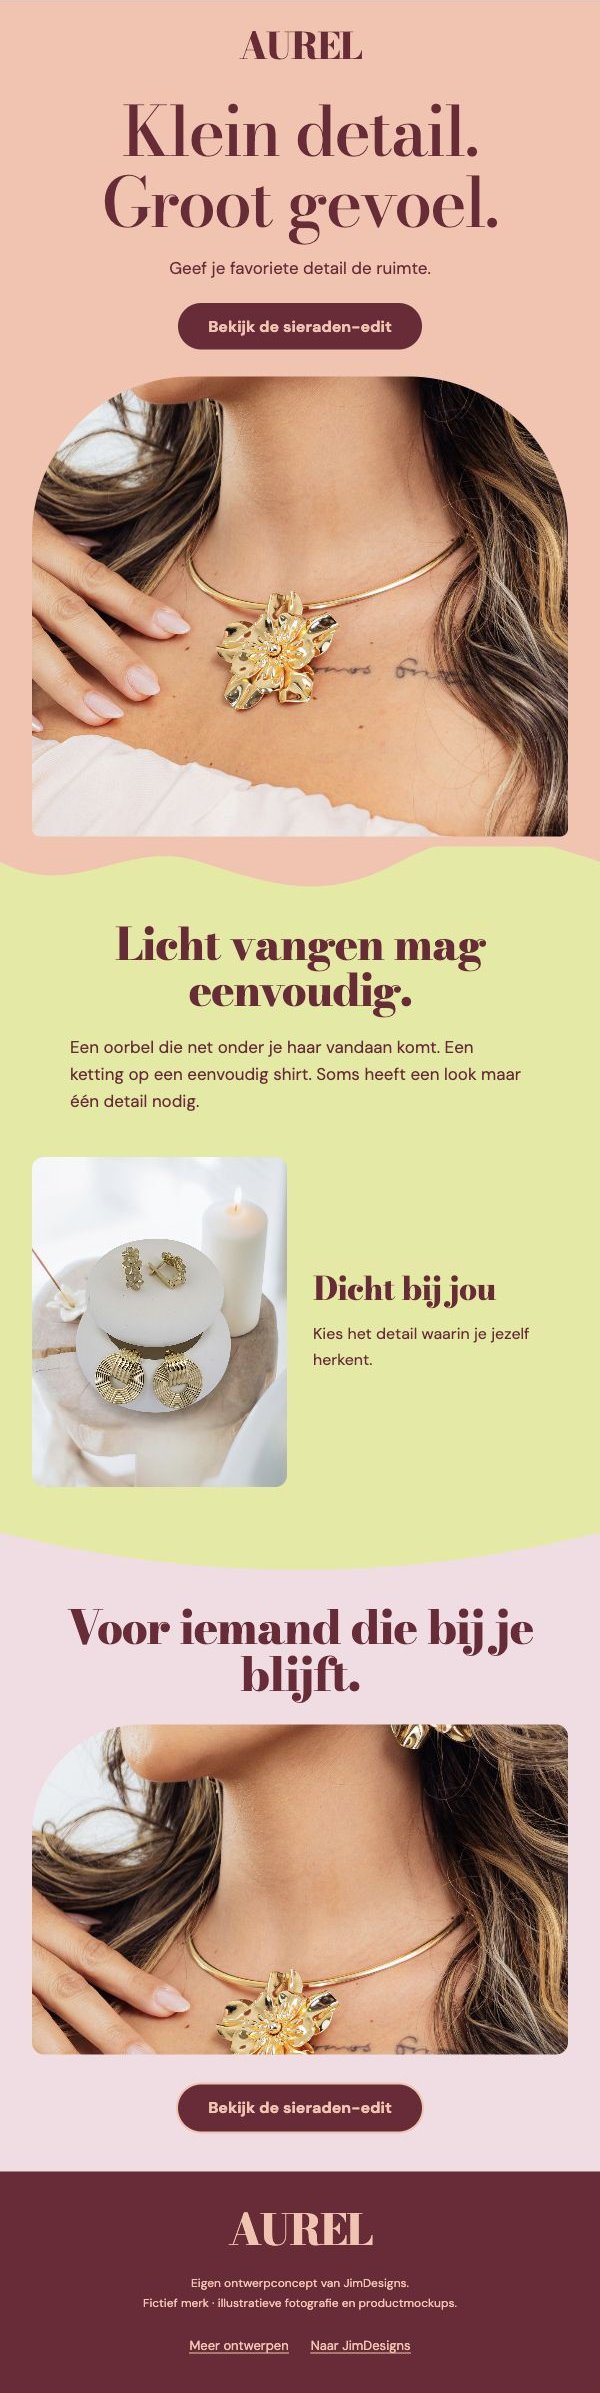 AUREL
Klein detail.
Groot gevoel.
Geef je favoriete detail de ruimte.
Bekijk de sieraden-edit
Licht vangen mag
eenvoudig.
Een oorbel die net onder je haar vandaan komt. Een
ketting op een eenvoudig shirt. Soms heeft een look maar
één detail nodig.
Dicht bij jou
Kies het detail waarin je jezelf
herkent.
Voor iemand die bij je
blijft.
Bekijk de sieraden-edit
AUREL
Eigen ontwerpconcept van JimDesigns.
Fictief merk · illustratieve fotografie en productmockups.
Meer ontwerpen Naar JimDesigns